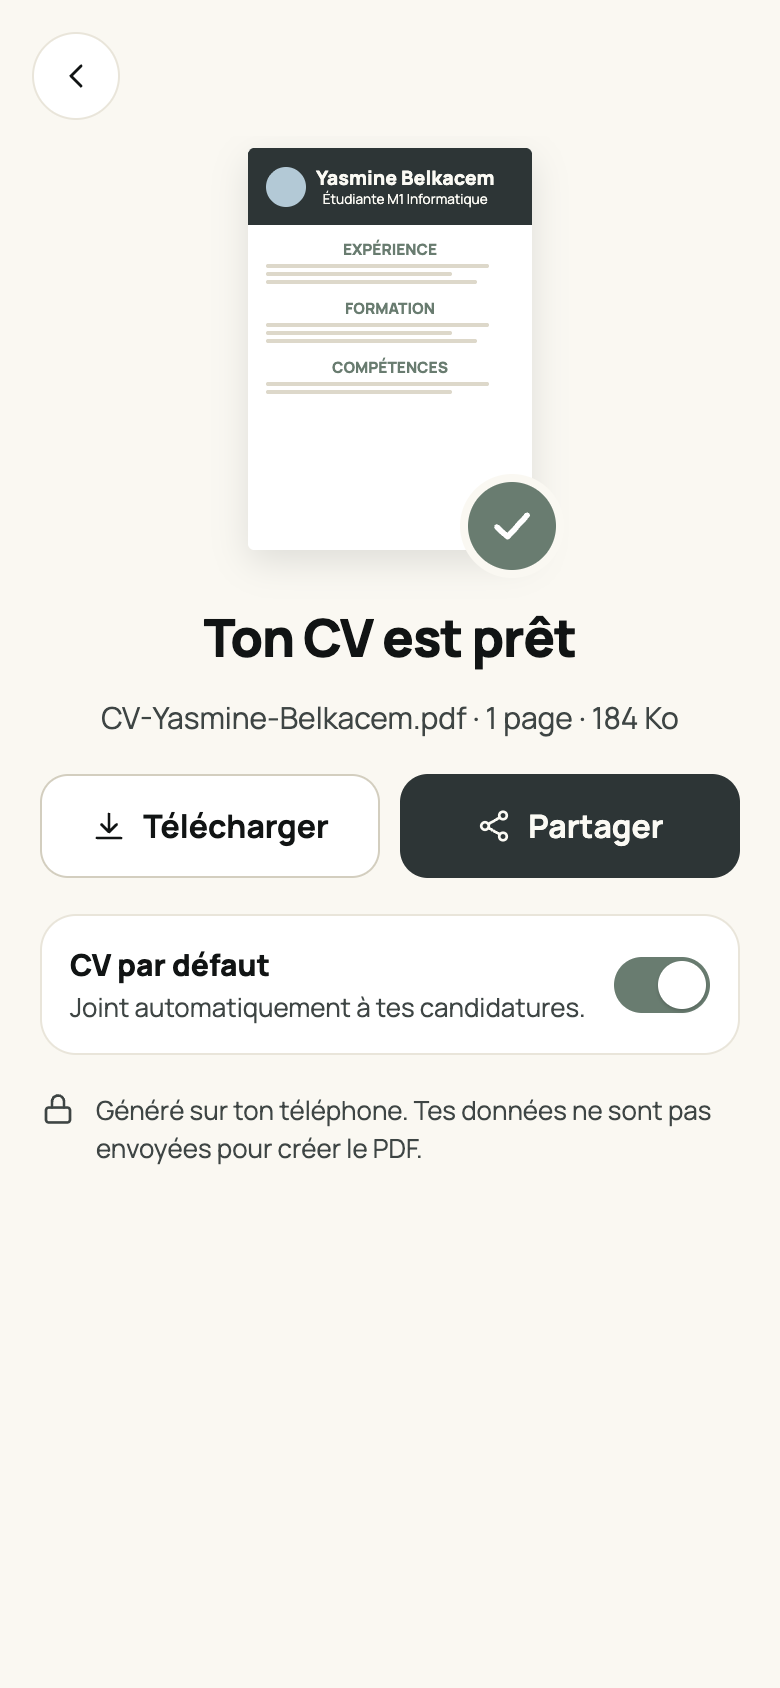 Yasmine Belkacem
Étudiante M1 Informatique
EXPÉRIENCE
FORMATION
COMPÉTENCES
Ton CV est prêt
CV-Yasmine-Belkacem.pdf · 1 page · 184 Ko
Télécharger
Partager
CV par défaut
Joint automatiquement à tes candidatures.
Généré sur ton téléphone. Tes données ne sont pas
envoyées pour créer le PDF.